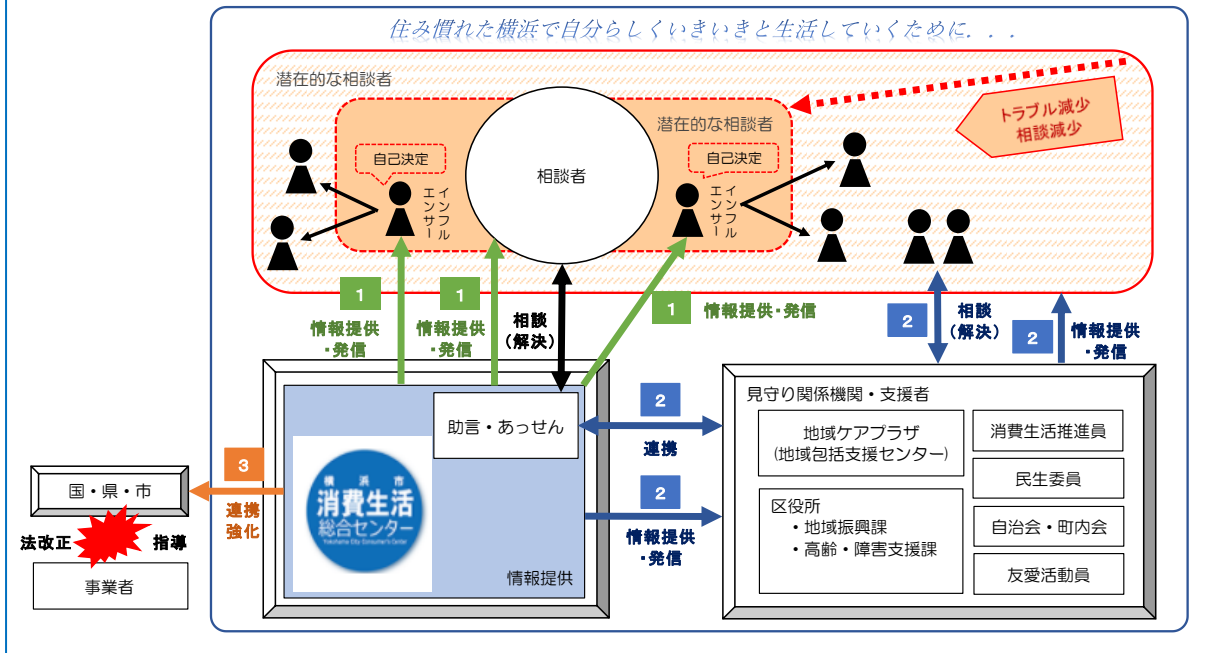 住み慣れた横浜で自分らしくいきいきと生活していくために．．．
潜在的な相談者
トラブル減少
相談減少
潜在的な相談者
自己決定
インフル
エンサー
相談者
自己決定
インフル
エンサー
1
情報提供
・発信
1
情報提供
・発信
相談
（解決）
1
情報提供・発信
2
相談
（解決）
2
情報提供
・発信
助言・あっせん
横浜市
消費生活
総合センター
Yokohama City Consumer's Center
情報提供
2
連携
2
情報提供
・発信
見守り関係機関・支援者
地域ケアプラザ
(地域包括支援センター)
区役所
・地域振興課
・高齢・障害支援課
消費生活推進員
民生委員
自治会・町内会
友愛活動員
3
連携
強化
国・県・市
法改正
指導
事業者